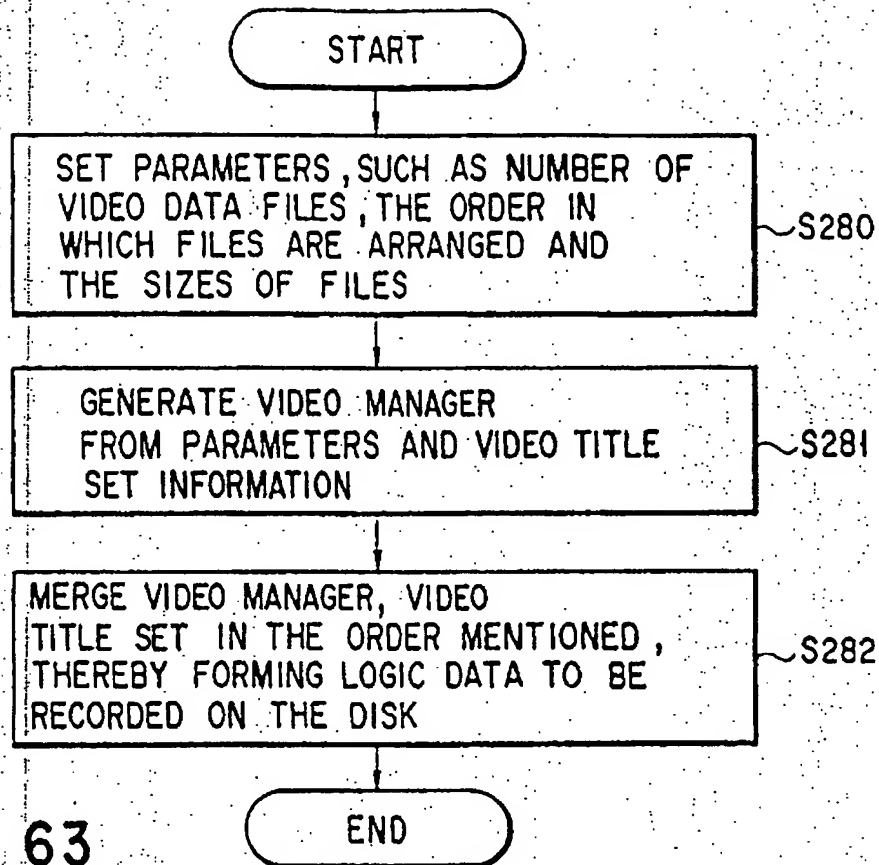 START
SET PARAMETERS, SUCH AS NUMBER OF
VIDEO DATA FILES, THE ORDER IN
WHICH FILES ARE ARRANGED AND
THE SIZES OF FILES
S280
GENERATE VIDEO MANAGER
FROM PARAMETERS AND VIDEO TITLE
SET INFORMATION
S281
MERGE VIDEO MANAGER, VIDEO
TITLE SET IN THE ORDER MENTIONED,
THEREBY FORMING LOGIC DATA TO BE
RECORDED ON THE DISK
S282
END
63